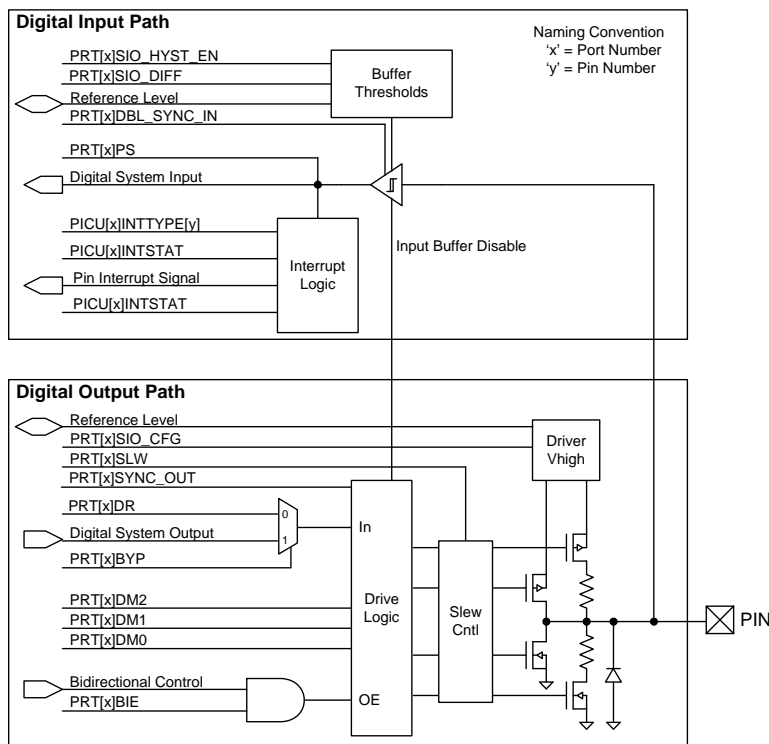 Digital Input Path
Naming Convention
'x' = Port Number
'y' = Pin Number
PRT[x]SIO_HYST_EN
PRT[x]SIO_DIFF
Reference Level
PRT[x]DBL_SYNC_IN
Buffer
Thresholds
PRT[x]PS
Digital System Input
PICU[x]INTTYPE[y]
PICU[x]INTSTAT
Pin Interrupt Signal
PICU[x]INTSTAT
Interrupt
Logic
Input Buffer Disable
Digital Output Path
Reference Level
PRT[x]SIO_CFG
PRT[x]SLW
PRT[x]SYNC_OUT
Driver
Vhigh
PRT[x]DR
Digital System Output
PRT[x]BYP
0
1
In
PRT[x]DM2
PRT[x]DM1
PRT[x]DM0
Drive
Logic
Slew
Cntl
PIN
Bidirectional Control
PRT[x]BIE
OE